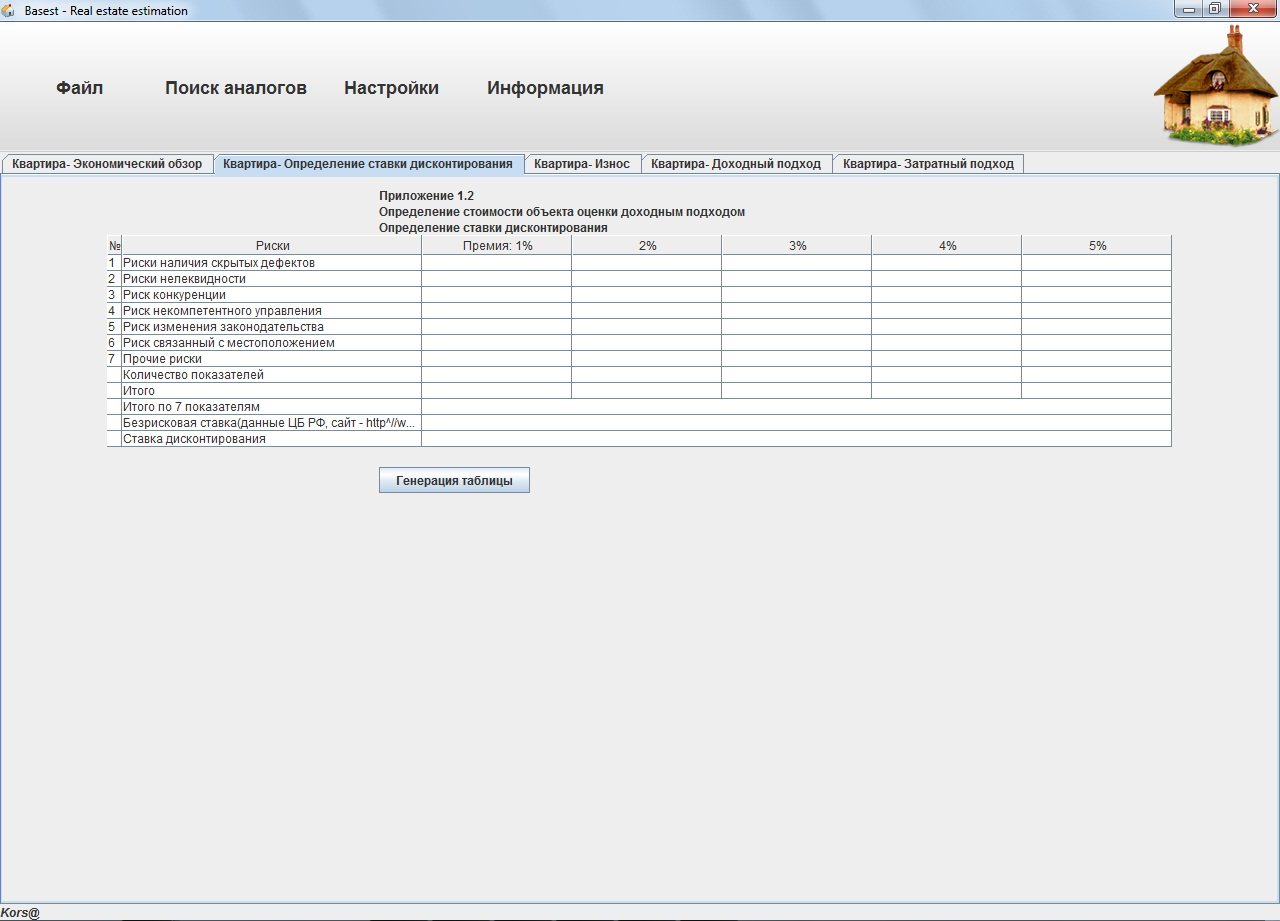 Basest - Real estate estimation
Файл Поиск аналогов Настройки Информация
Квартира- Экономический обзор Квартира- Определение ставки дисконтирования Квартира- Износ Квартира- Доходный подход Квартира- Затратный подход
Приложение 1.2
Определение стоимости объекта оценки доходным подходом
Определение ставки дисконтирования
№ Риски Премия: 1% 2% 3% 4% 5%
1 Риски наличия скрытых дефектов
2 Риски нелеквидности
3 Риск конкуренции
4 Риск некомпетентного управления
5 Риск изменения законодательства
6 Риск связанный с местоположением
7 Прочие риски
Количество показателей
Итого
Итого по 7 показателям
Безрисковая ставка(данные ЦБ РФ, сайт - http^//w...
Ставка дисконтирования
Генерация таблицы
Kors@